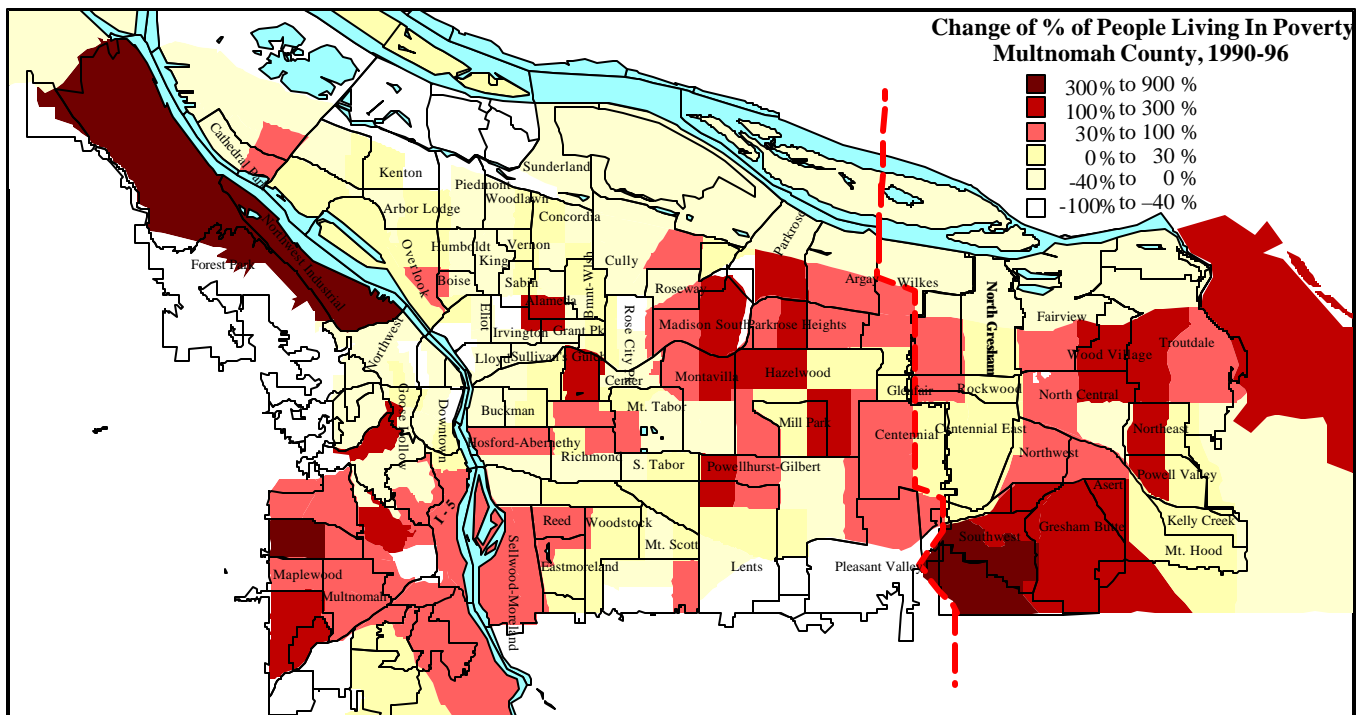 Change of % of People Living In Poverty
Multnomah County, 1990-96
300% to 900 %
100% to 300 %
30% to 100 %
0% to 30 %
-40% to 0 %
-100% to –40 %
Cathedral Park
Kenton
Sunderland
Piedmont
Woodlawn
Arbor Lodge
Concordia
Parkrose
Northwest Industrial
Forest Park
Overlook
Humboldt
Vernon
King
Cully
Boise
Sabin
Bmnt-Wlsh
Roseway
Argay
Wilkes
North Gresham
Alameda
Fairview
Eliot
Irvington
Grant Pk
Rose City Pk
Madison South
Parkrose Heights
Northwest
Lloyd
Sullivan's Gulch
Wood Village
Troutdale
Center
Montavilla
Hazelwood
Glenfair
Rockwood
North Central
Goose Hollow
Downtown
Buckman
Mt. Tabor
Mill Park
Centennial
Centennial East
Northeast
Hosford-Abernethy
Richmond
S. Tabor
Powellhurst-Gilbert
Northwest
Powell Valley
Asert
I-5
Reed
Woodstock
Mt. Scott
Southwest
Gresham Butte
Kelly Creek
Mt. Hood
Maplewood
Multnomah
Sellwood-Moreland
Eastmoreland
Lents
Pleasant Valley